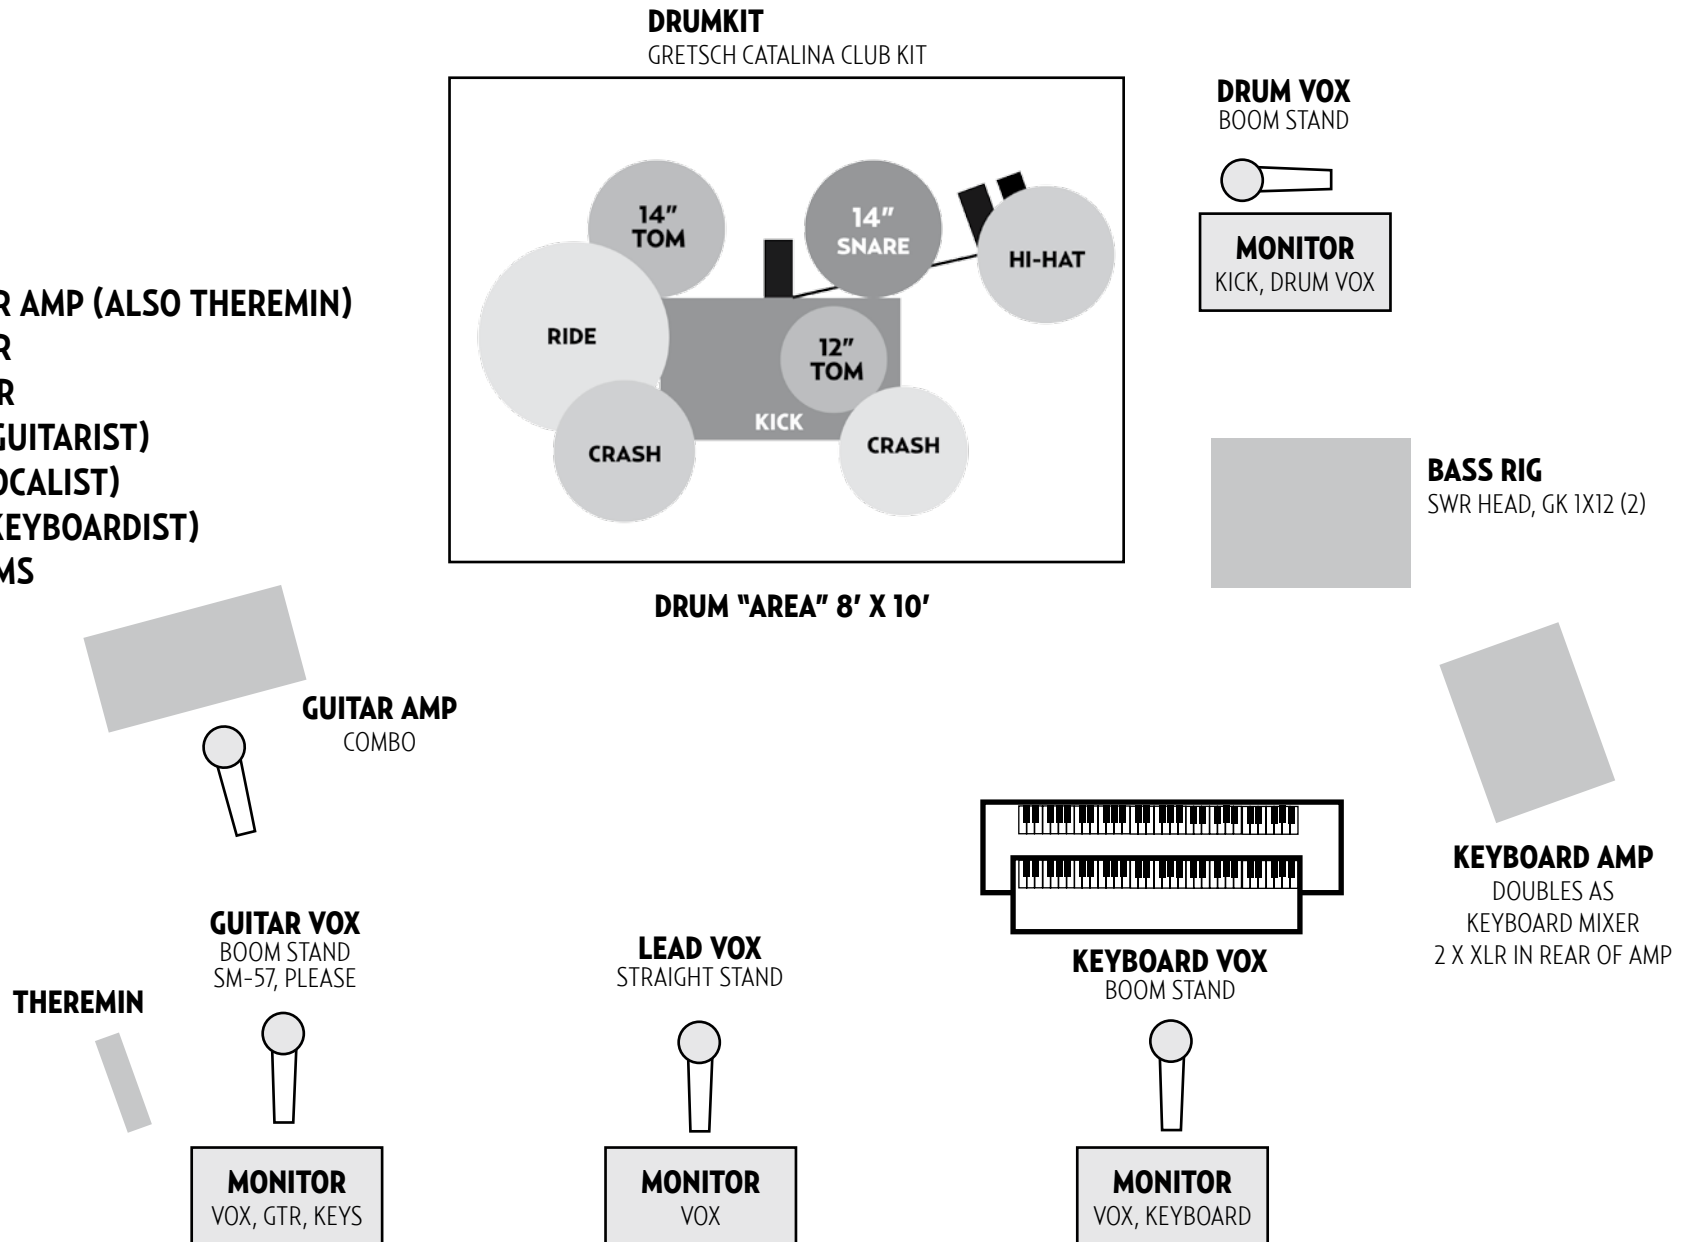 DRUMKIT
GRETSCH CATALINA CLUB KIT
DRUM VOX
BOOM STAND
14”
TOM
14”
SNARE
HI-HAT
MONITOR
KICK, DRUM VOX
RIDE
12”
TOM
KICK
CRASH
CRASH
R AMP (ALSO THEREMIN)
R
R
GUITARIST)
OCALIST)
KEYBOARDIST)
MS
BASS RIG
SWR HEAD, GK 1X12 (2)
DRUM “AREA” 8’ X 10’
GUITAR AMP
COMBO
KEYBOARD AMP
DOUBLES AS
KEYBOARD MIXER
2 X XLR IN REAR OF AMP
GUITAR VOX
BOOM STAND
SM-57, PLEASE
LEAD VOX
STRAIGHT STAND
KEYBOARD VOX
BOOM STAND
THEREMIN
MONITOR
VOX, GTR, KEYS
MONITOR
VOX
MONITOR
VOX, KEYBOARD